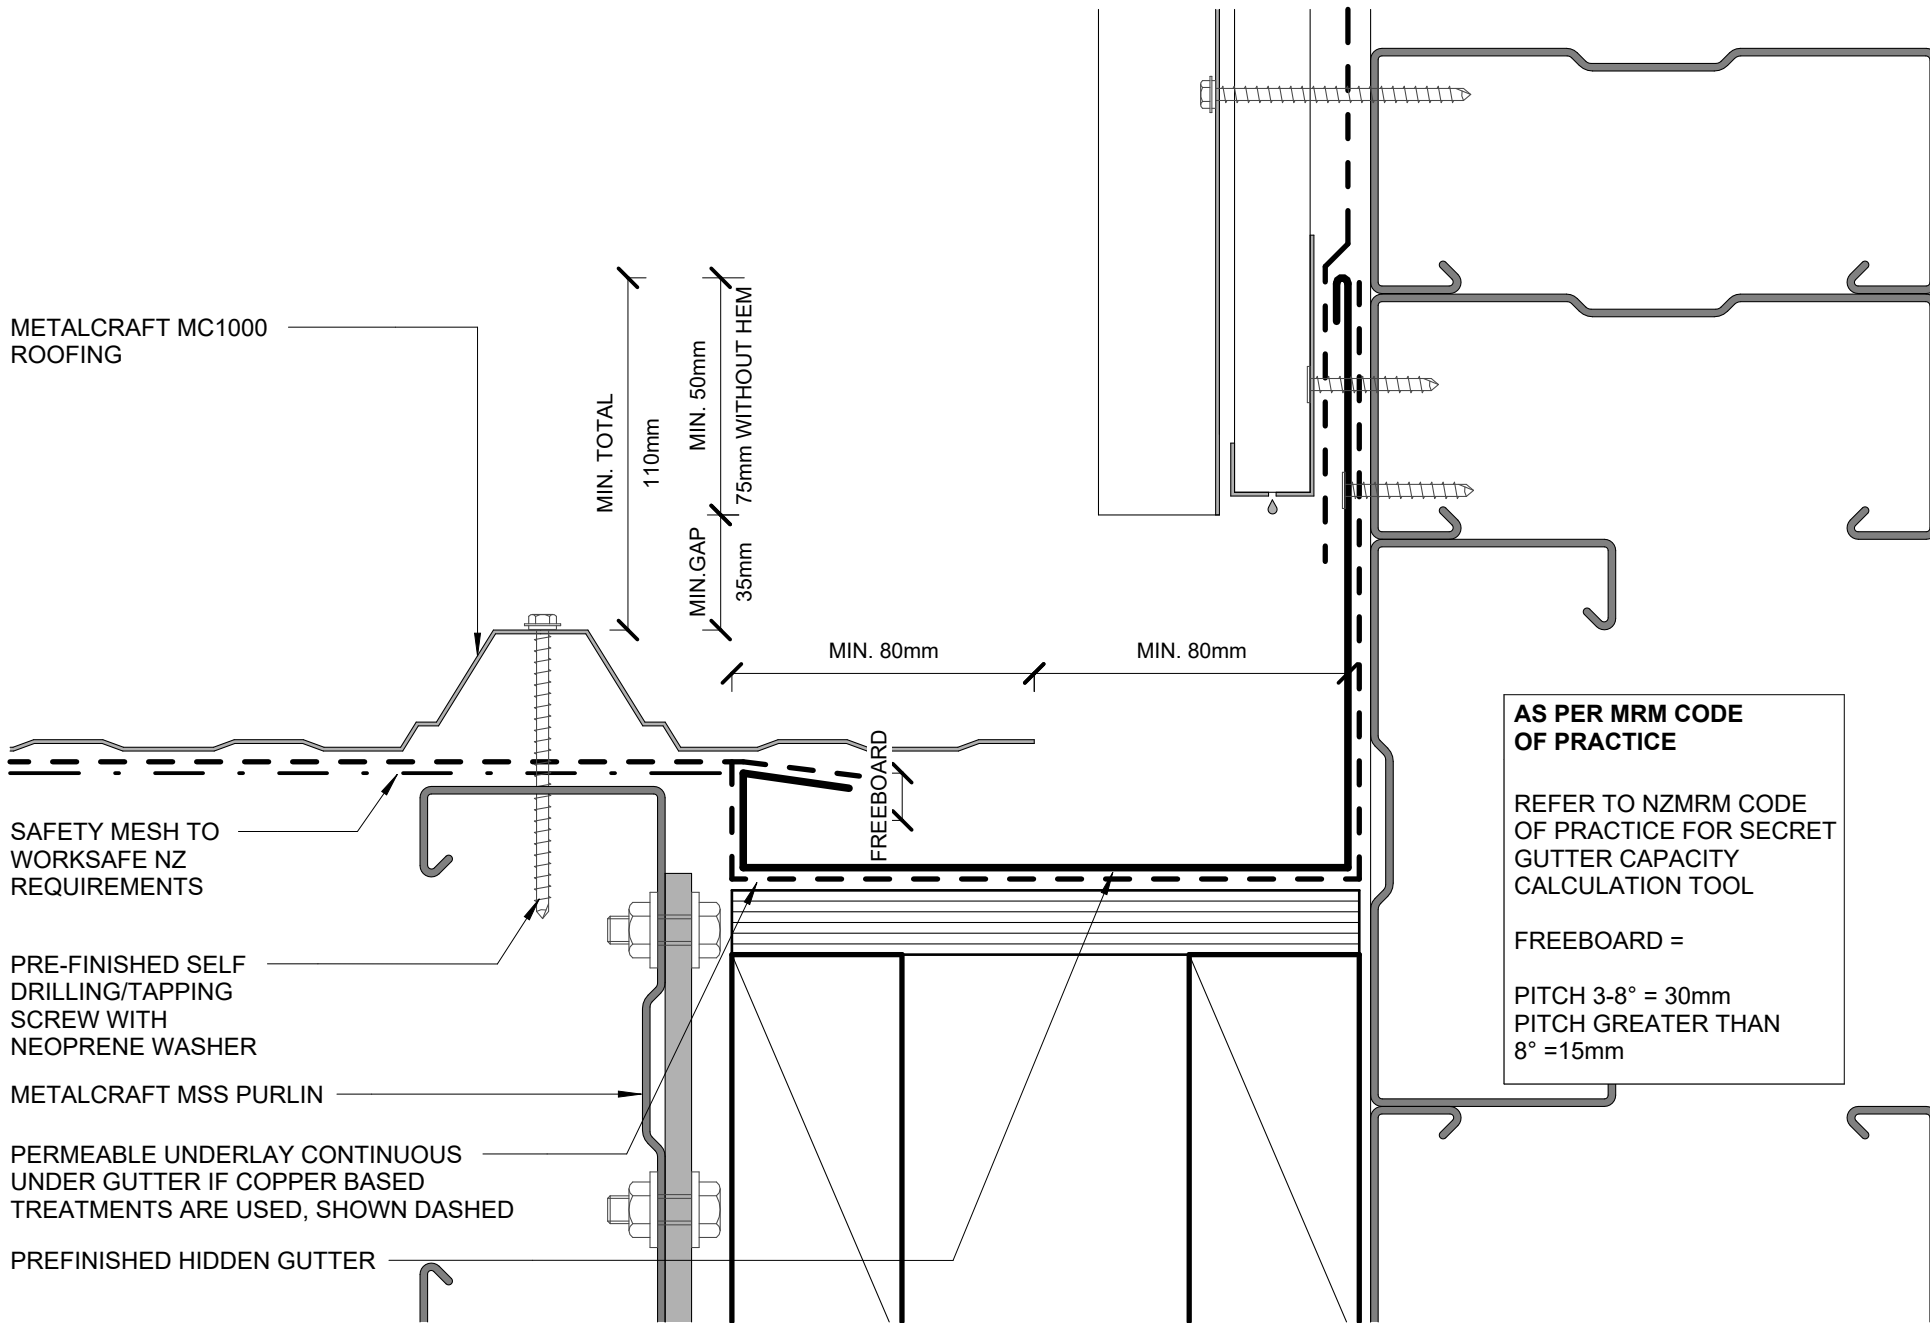 METALCRAFT MC1000
ROOFING
MIN. TOTAL
110mm
MIN. 50mm
75mm WITHOUT HEM
MIN.GAP
35mm
MIN. 80mm
MIN. 80mm
FREEBOARD
SAFETY MESH TO
WORKSAFE NZ
REQUIREMENTS
PRE-FINISHED SELF
DRILLING/TAPPING
SCREW WITH
NEOPRENE WASHER
METALCRAFT MSS PURLIN
PERMEABLE UNDERLAY CONTINUOUS
UNDER GUTTER IF COPPER BASED
TREATMENTS ARE USED, SHOWN DASHED
PREFINISHED HIDDEN GUTTER
AS PER MRM CODE
OF PRACTICE
REFER TO NZMRM CODE
OF PRACTICE FOR SECRET
GUTTER CAPACITY
CALCULATION TOOL
FREEBOARD =
PITCH 3-8° = 30mm
PITCH GREATER THAN
8° =15mm